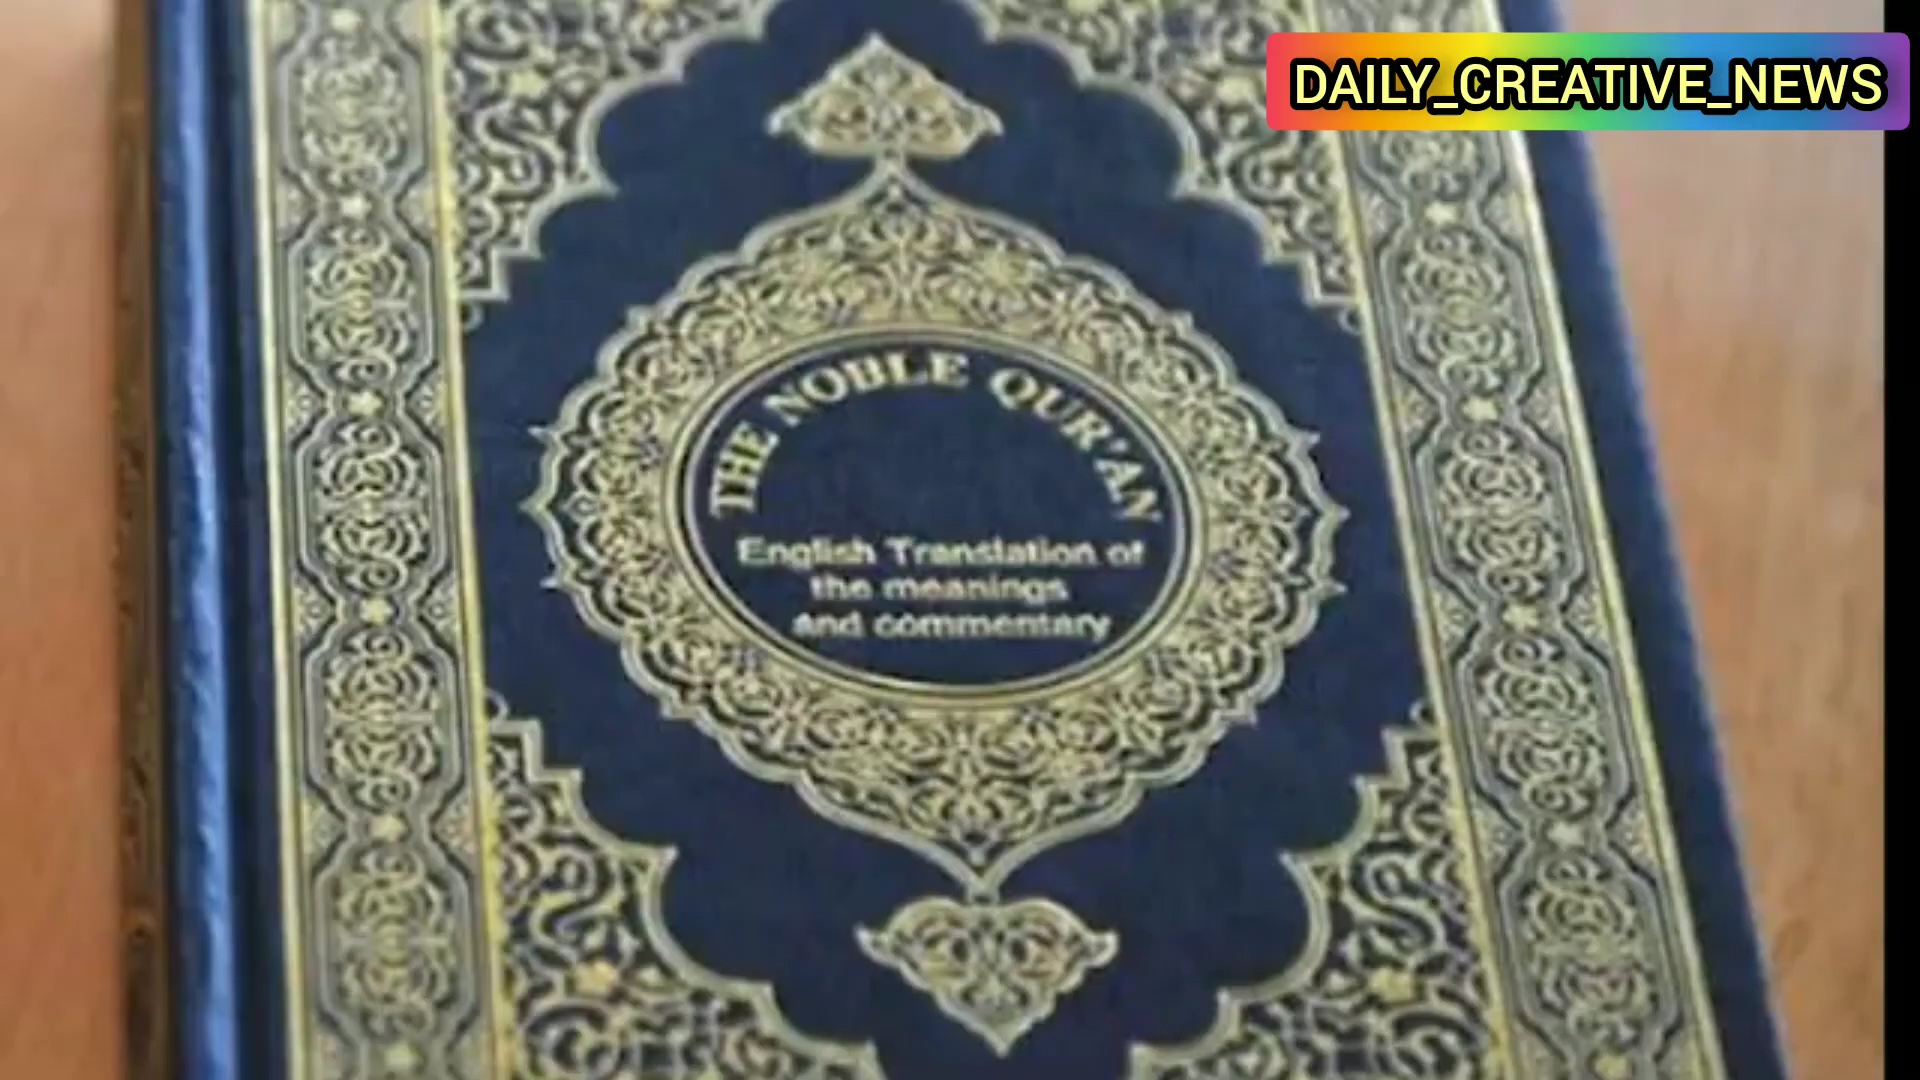 DAILY_CREATIVE_NEWS
THE NOBLE QUR'AN
English Translation of
the meanings
and commentary